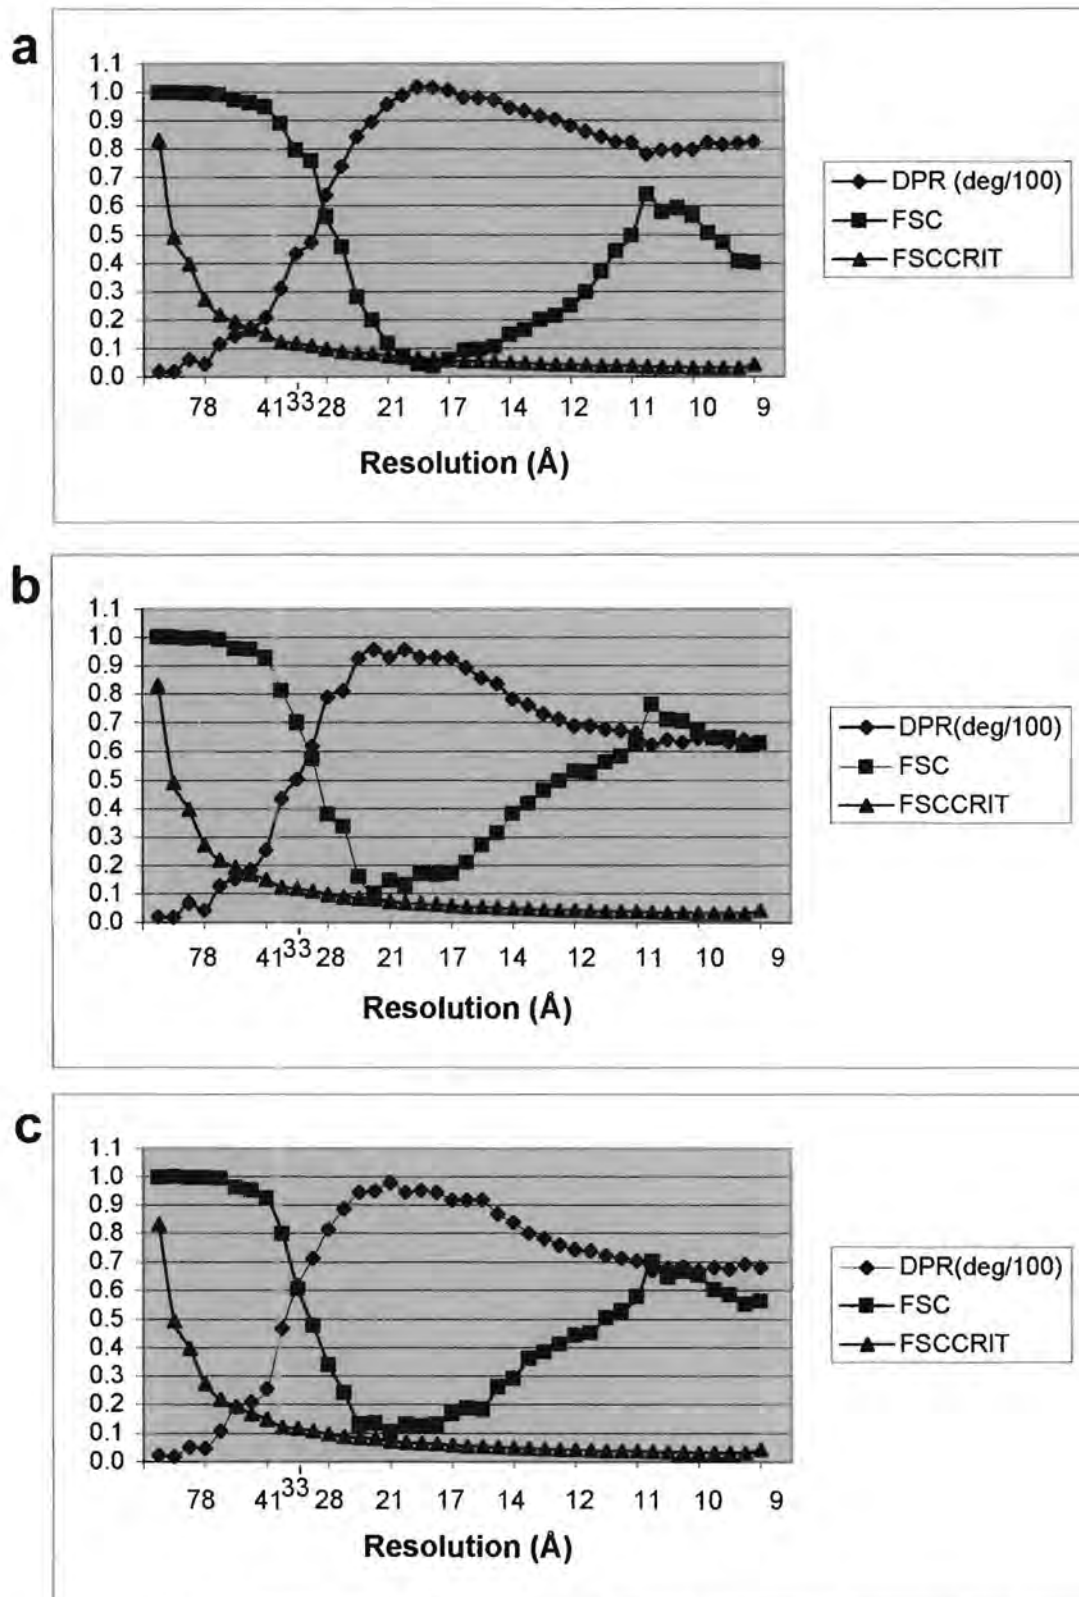 a
1.1
1.0
0.9
0.8
0.7
0.6
0.5
0.4
0.3
0.2
0.1
0.0
78 41 33 28 21 17 14 12 11 10 9
Resolution (Å)
DPR (deg/100)
FSC
FSCCRIT
b
1.1
1.0
0.9
0.8
0.7
0.6
0.5
0.4
0.3
0.2
0.1
0.0
78 41 33 28 21 17 14 12 11 10 9
Resolution (Å)
DPR(deg/100)
FSC
FSCCRIT
c
1.1
1.0
0.9
0.8
0.7
0.6
0.5
0.4
0.3
0.2
0.1
0.0
78 41 33 28 21 17 14 12 11 10 9
Resolution (Å)
DPR(deg/100)
FSC
FSCCRIT